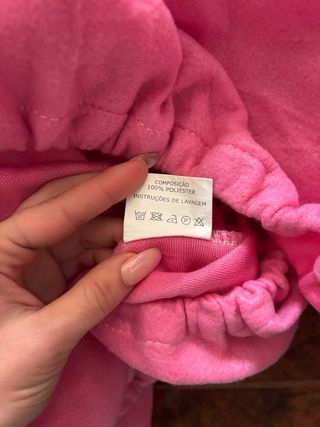 COMPOSIÇÃO
100% POLIÉSTER
INSTRUÇÕES DE LAVAGEM